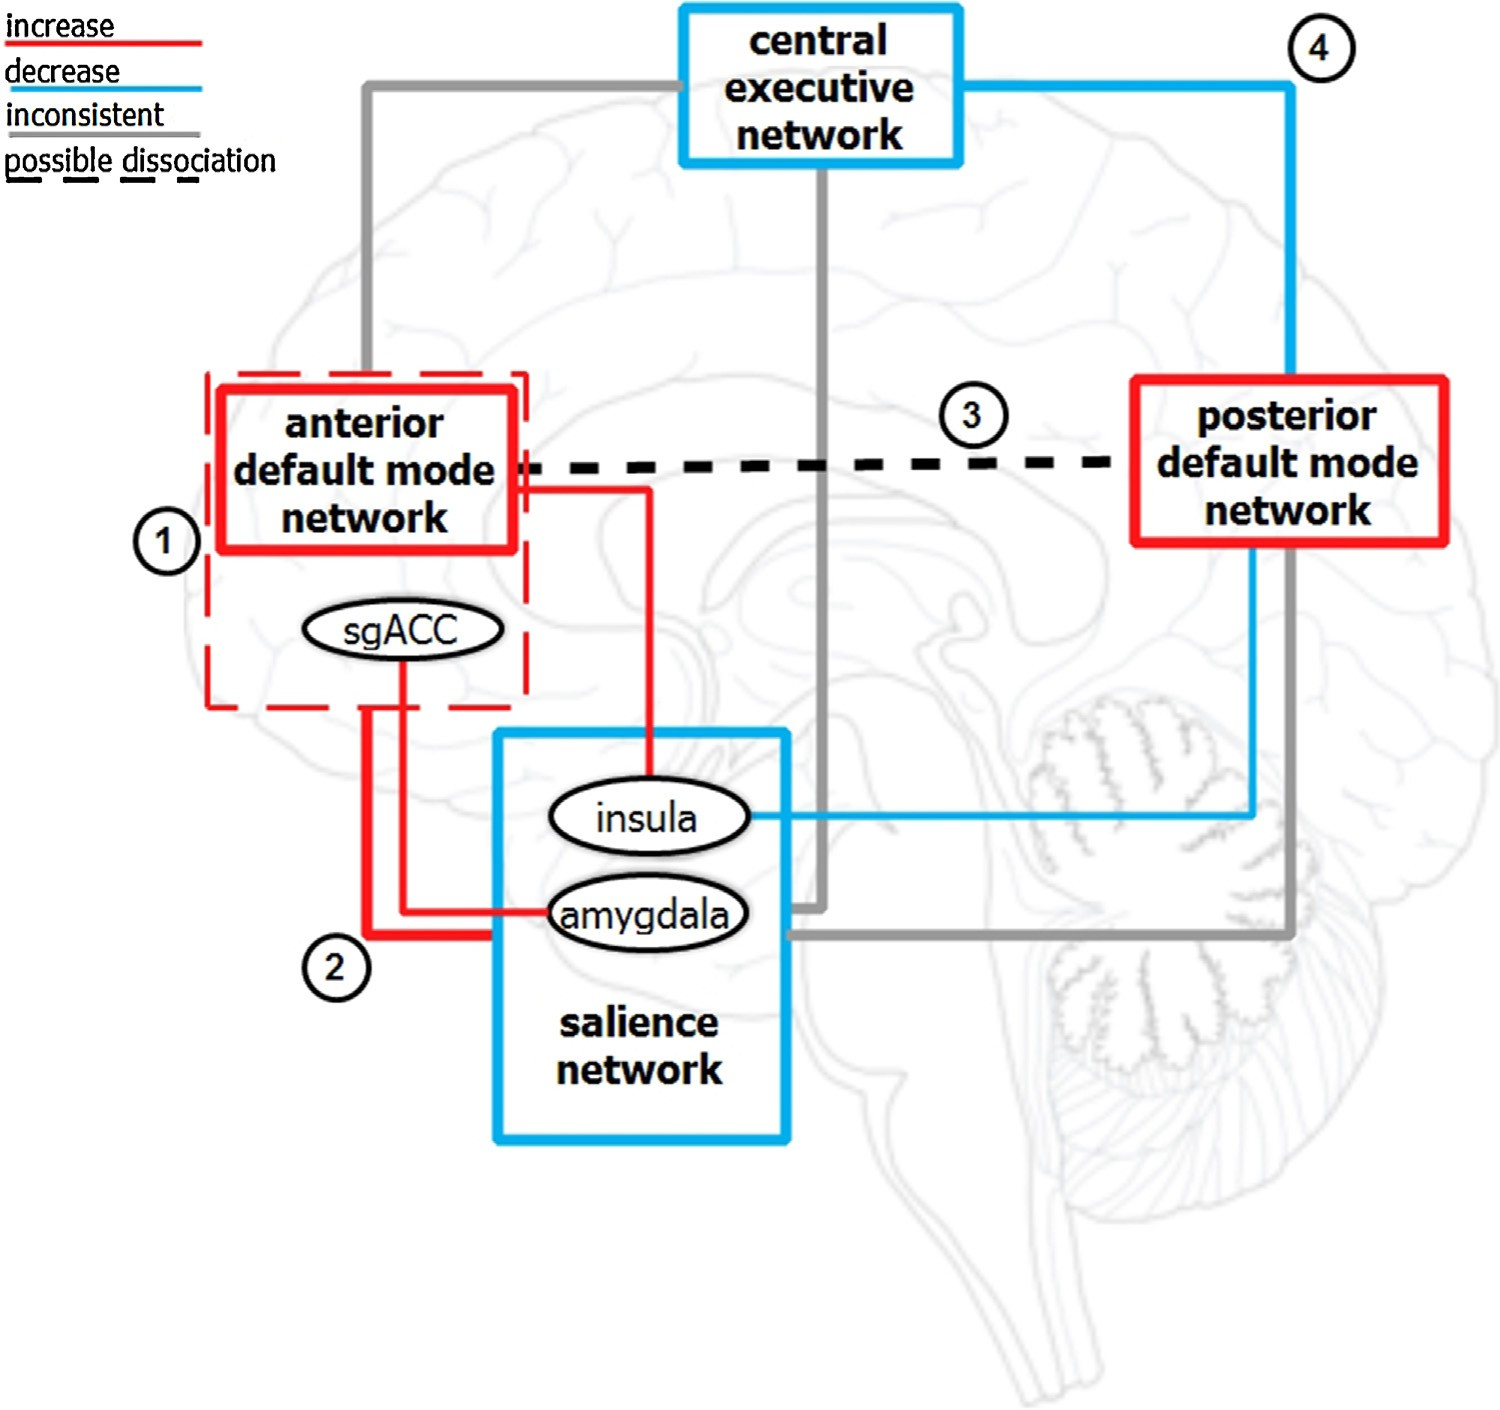 increase
decrease
inconsistent
possible dissociation
central
executive
network
4
anterior
default mode
network
3
posterior
default mode
network
1
sgACC
insula
amygdala
2
salience
network